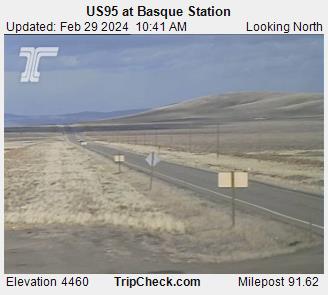 US95 at Basque Station
Updated: Feb 29 2024 10:41 AM Looking North
Elevation 4460 TripCheck.com Milepost 91.62